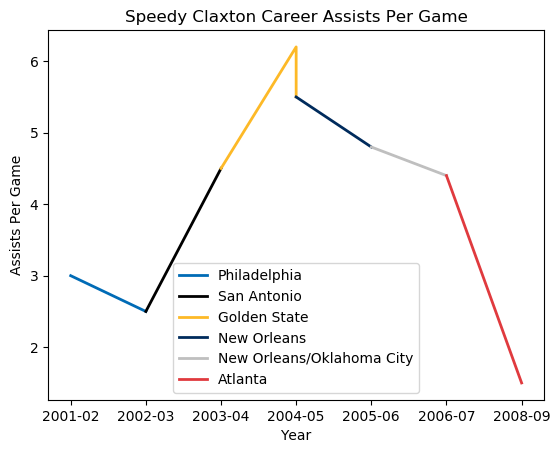 Speedy Claxton Career Assists Per Game
Assists Per Game
6
5
4
3
2
Philadelphia
San Antonio
Golden State
New Orleans
New Orleans/Oklahoma City
Atlanta
2001-02 2002-03 2003-04 2004-05 2005-06 2006-07 2008-09
Year